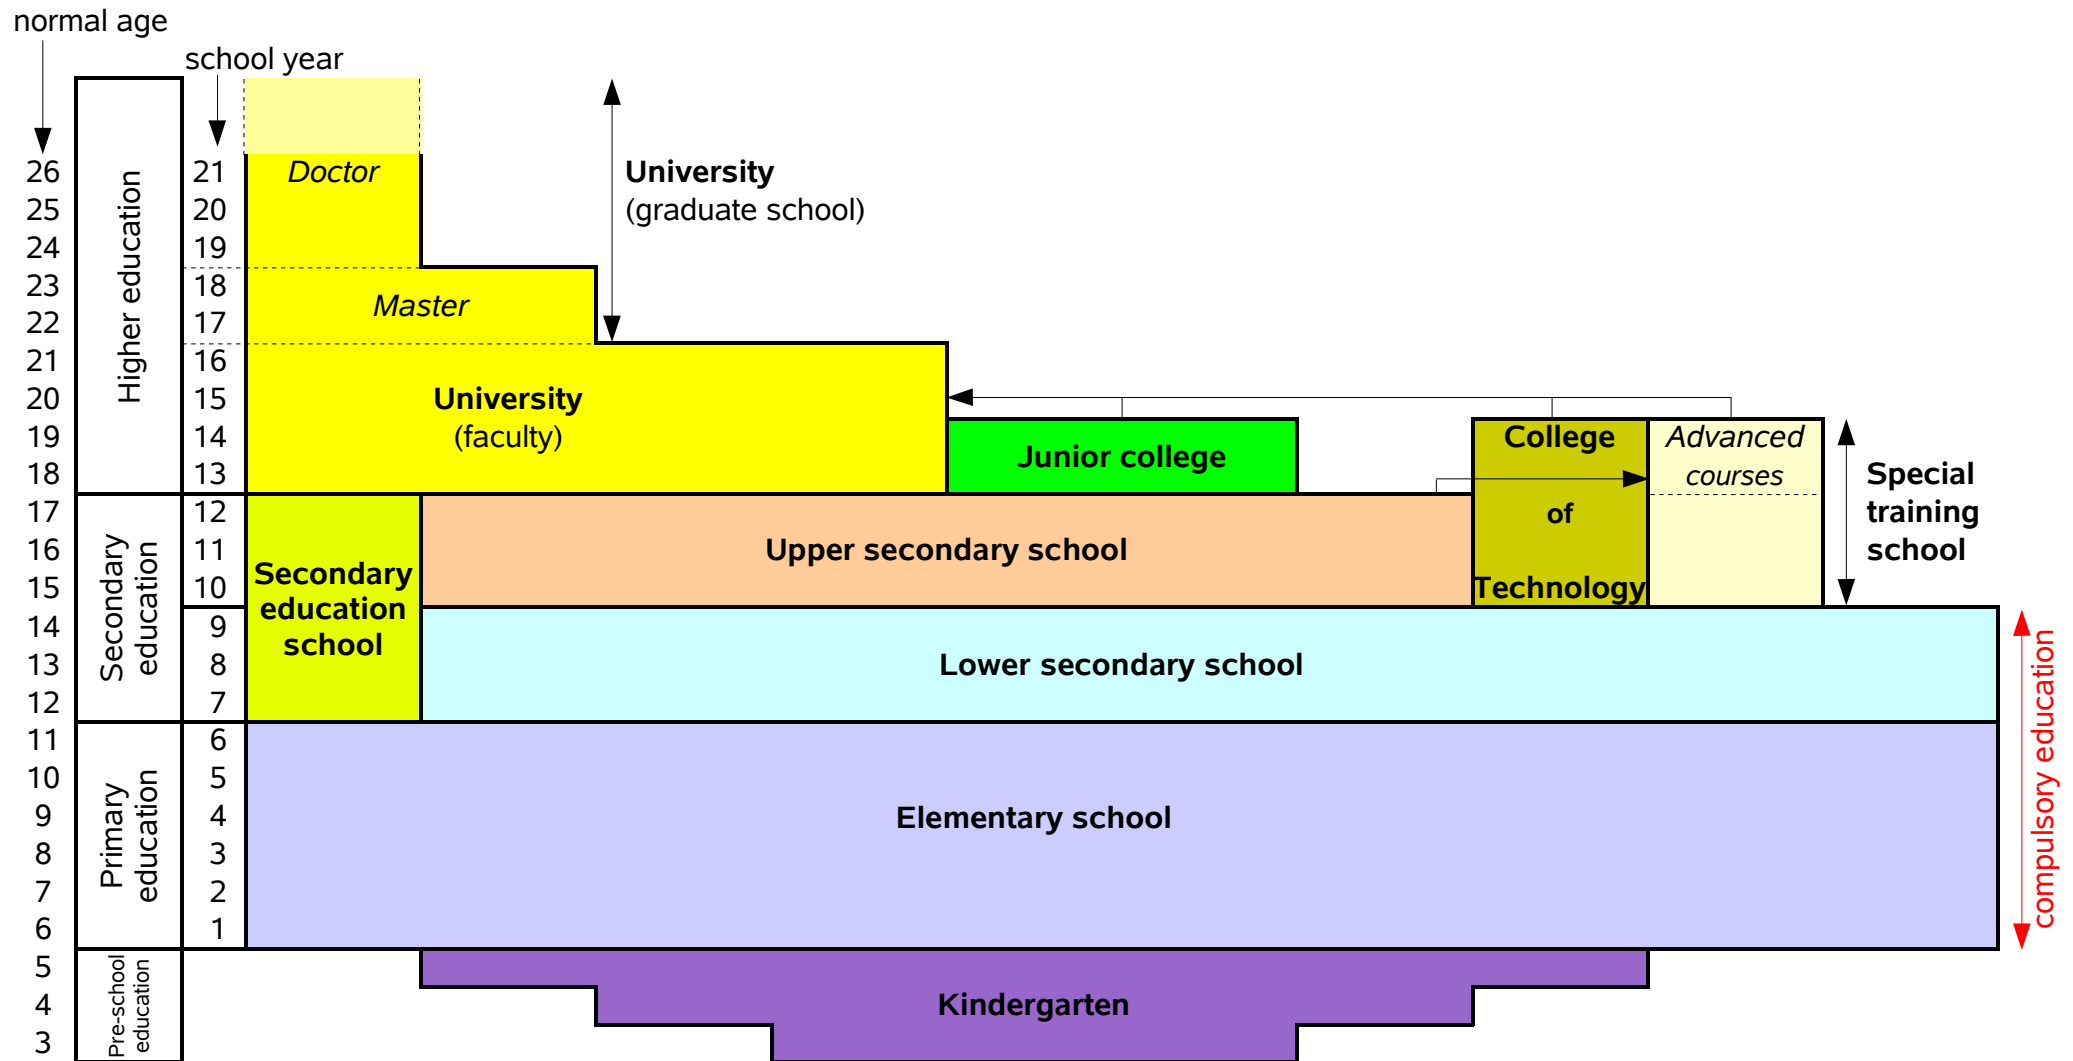 normal age
school year
26
25
24
23
22
21
20
19
18
17
16
15
14
13
12
11
10
9
8
7
6
5
4
3
Higher education
Secondary
education
Primary
education
Pre-school
education
21
20
19
18
17
16
15
14
13
12
11
10
9
8
7
6
5
4
3
2
1
Doctor
Master
University
(graduate school)
University
(faculty)
Junior college
College
of
Technology
Advanced
courses
Special
training
school
Secondary
education
school
Upper secondary school
Lower secondary school
Elementary school
Kindergarten
compulsory education